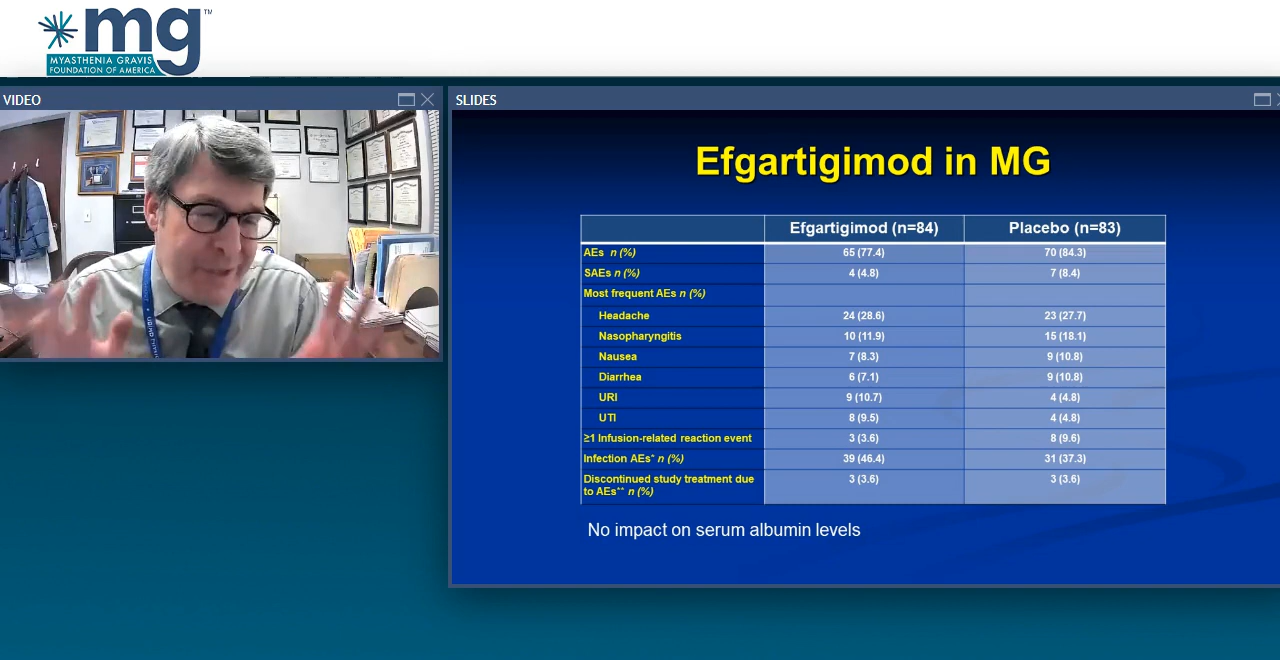 mg™
MYASTHENIA GRAVIS
FOUNDATION OF AMERICA
VIDEO
SLIDES
Efgartigimod in MG
Efgartigimod (n=84) Placebo (n=83)
AEs n (%) 65 (77.4) 70 (84.3)
SAEs n (%) 4 (4.8) 7 (8.4)
Most frequent AEs n (%)
Headache 24 (28.6) 23 (27.7)
Nasopharyngitis 10 (11.9) 15 (18.1)
Nausea 7 (8.3) 9 (10.8)
Diarrhea 6 (7.1) 9 (10.8)
URI 9 (10.7) 4 (4.8)
UTI 8 (9.5) 4 (4.8)
≥1 Infusion-related reaction event 3 (3.6) 8 (9.6)
Infection AEs* n (%) 39 (46.4) 31 (37.3)
Discontinued study treatment due 3 (3.6) 3 (3.6)
to AEs** n (%)
No impact on serum albumin levels